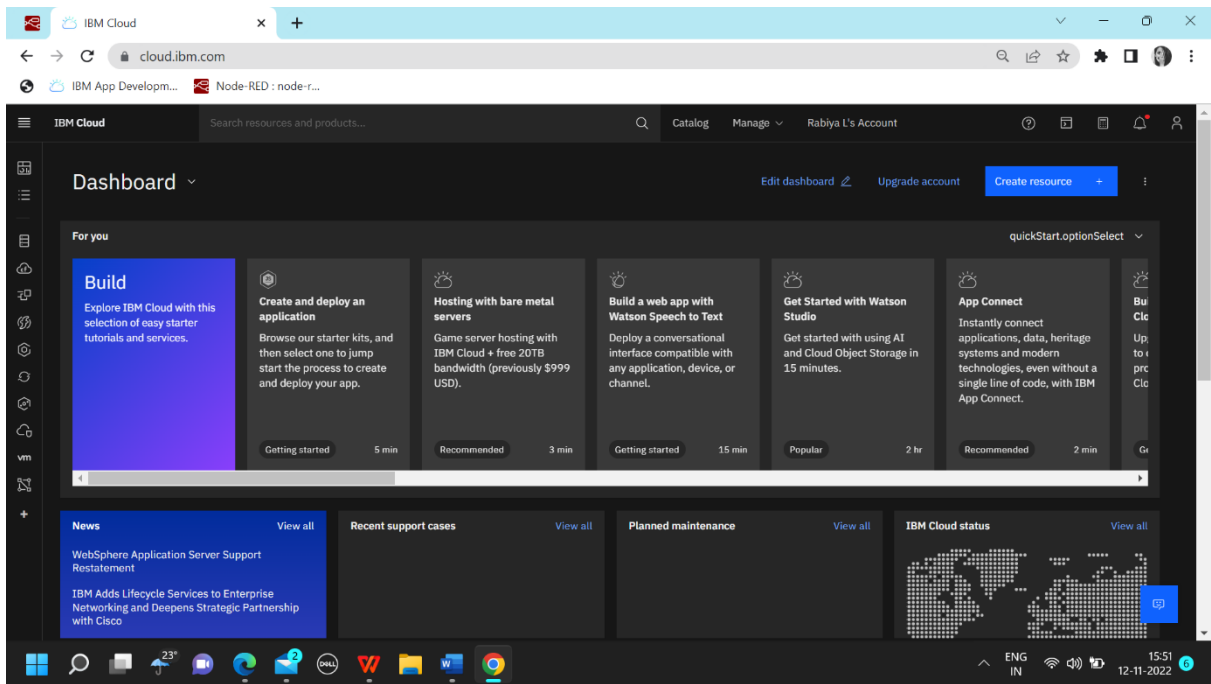 IBM Cloud
cloud.ibm.com
IBM App Developm... Node-RED : node-r...
IBM Cloud Search resources and products... Catalog Manage Rabiya L's Account
Dashboard Edit dashboard Upgrade account Create resource +
For you quickStart.optionSelect
Build
Explore IBM Cloud with this
selection of easy starter
tutorials and services.
Create and deploy an
application
Browse our starter kits, and
then select one to jump
start the process to create
and deploy your app.
Getting started 5 min
Hosting with bare metal
servers
Game server hosting with
IBM Cloud + free 20TB
bandwidth (previously $999
USD).
Recommended 3 min
Build a web app with
Watson Speech to Text
Deploy a conversational
interface compatible with
any application, device, or
channel.
Getting started 15 min
Get Started with Watson
Studio
Get started with using AI
and Cloud Object Storage in
15 minutes.
Popular 2 hr
App Connect
Instantly connect
applications, data, heritage
systems and modern
technologies, even without a
single line of code, with IBM
App Connect.
Recommended 2 min
vm
News View all
WebSphere Application Server Support
Restatement
IBM Adds Lifecycle Services to Enterprise
Networking and Deepens Strategic Partnership
with Cisco
Recent support cases View all
Planned maintenance View all
IBM Cloud status View all
23°
2
DELL
W
ENG
IN
15:51
12-11-2022
6